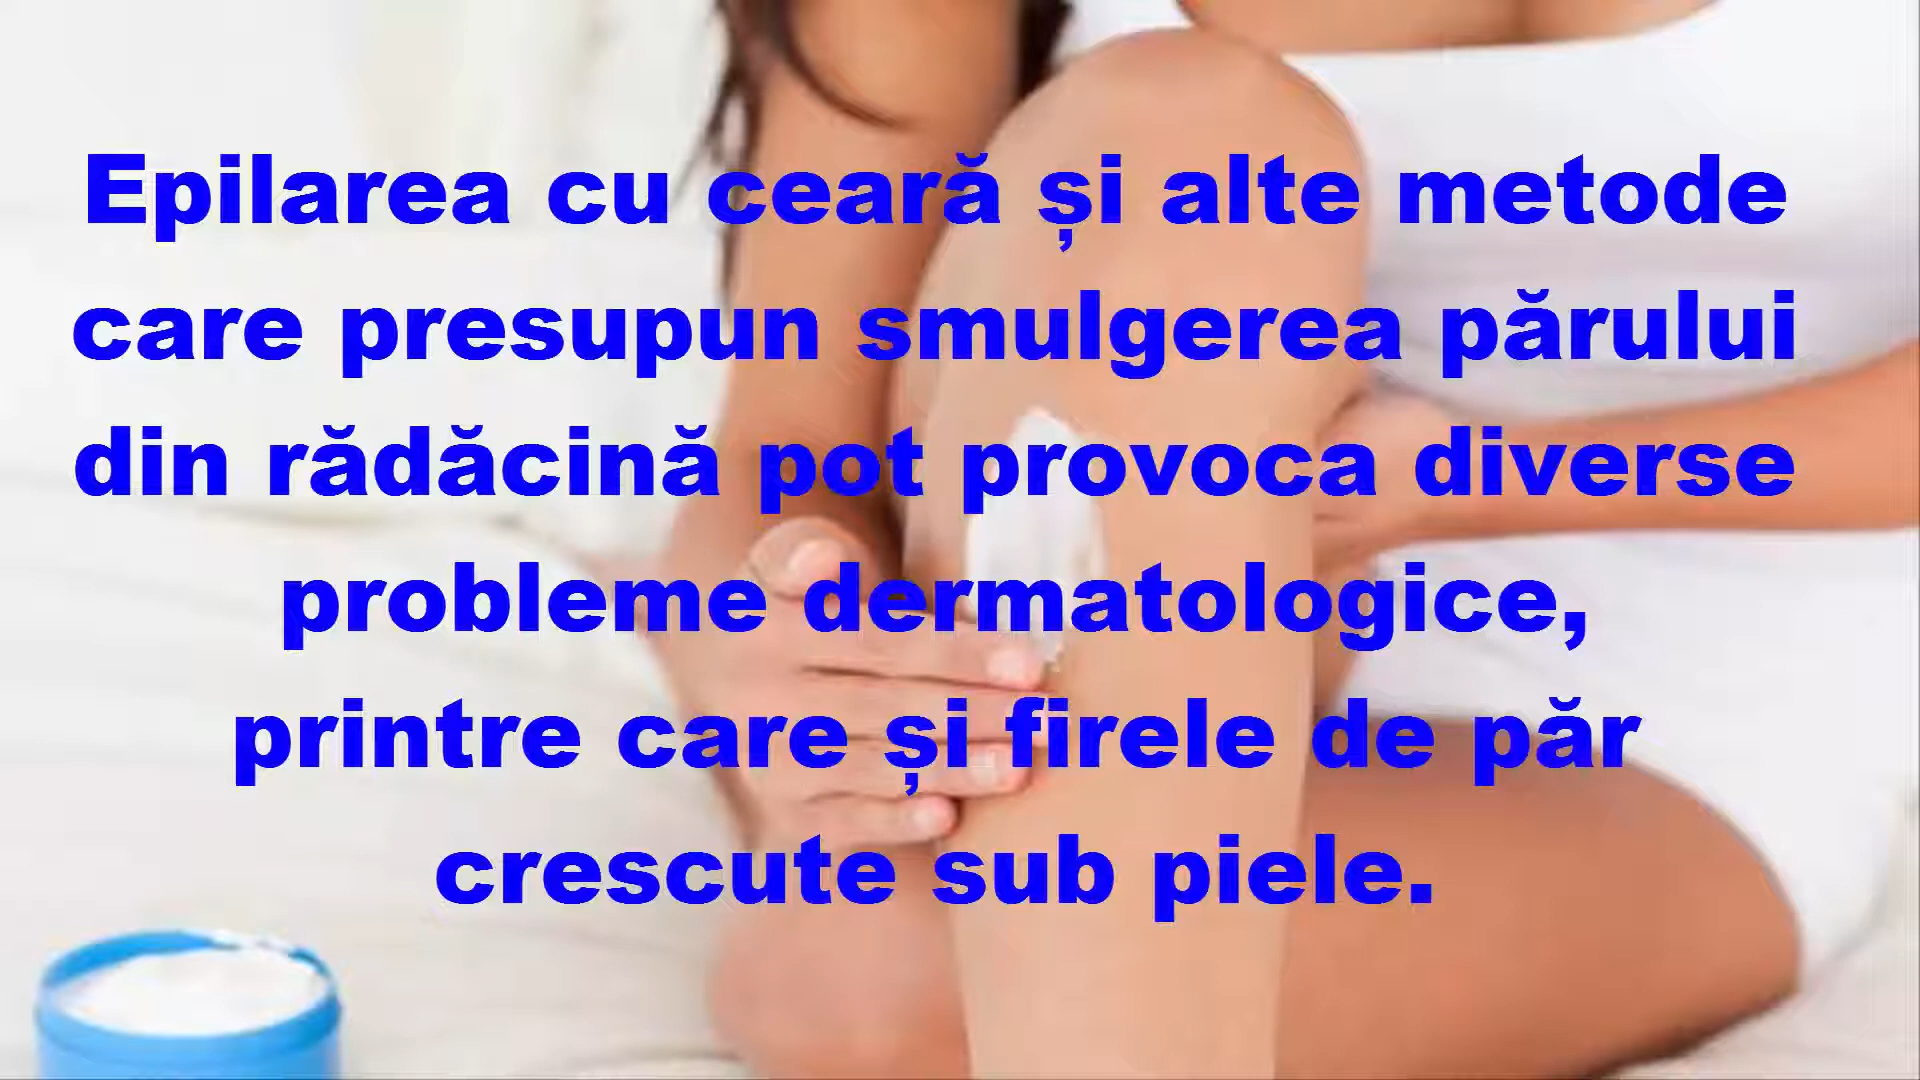 Epilarea cu ceară și alte metode
care presupun smulgerea părului
din rădăcină pot provoca diverse
probleme dermatologice,
printre care și firele de păr
crescute sub piele.